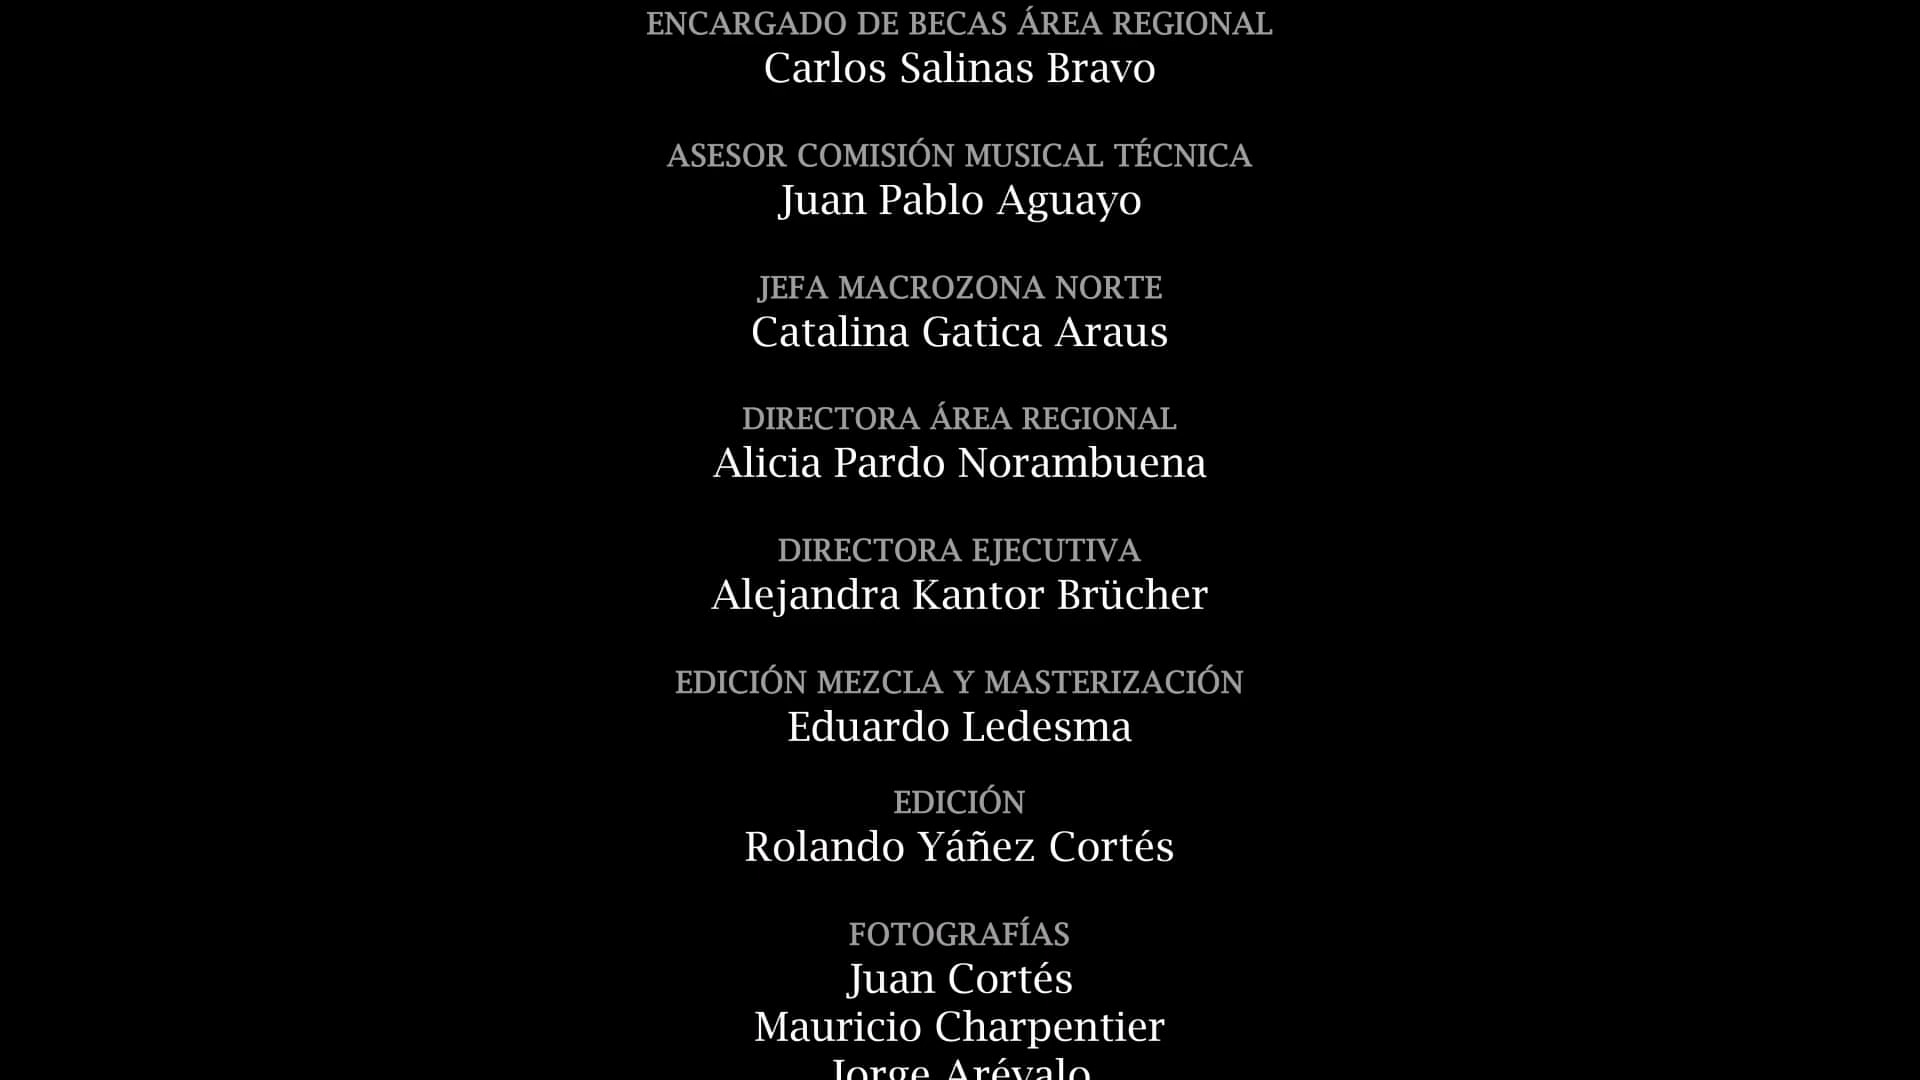 ENCARGADO DE BECAS ÁREA REGIONAL
Carlos Salinas Bravo
ASESOR COMISIÓN MUSICAL TÉCNICA
Juan Pablo Aguayo
JEFA MACROZONA NORTE
Catalina Gatica Araus
DIRECTORA ÁREA REGIONAL
Alicia Pardo Norambuena
DIRECTORA EJECUTIVA
Alejandra Kantor Brücher
EDICIÓN MEZCLA Y MASTERIZACIÓN
Eduardo Ledesma
EDICIÓN
Rolando Yáñez Cortés
FOTOGRAFÍAS
Juan Cortés
Mauricio Charpentier
Jorge Arévalo